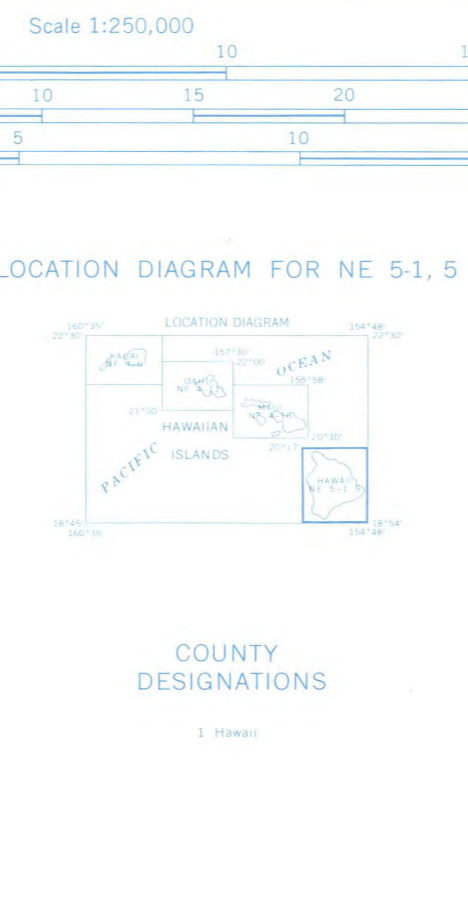 Scale 1:250,000
10
10 15 20
5 10
LOCATION DIAGRAM FOR NE 5-1, 5
160°35' LOCATION DIAGRAM 154°48'
22°30' 22°30'
KAUAI
157°30'
22°00'
OCEAN
OAHU
155°58'
21°00'
MAUI
HAWAIIAN
20°30'
20°17'
PACIFIC
ISLANDS
HAWAII
NE 5-1, 5
18°45' 18°54'
160°35' 154°48'
COUNTY
DESIGNATIONS
1 Hawaii